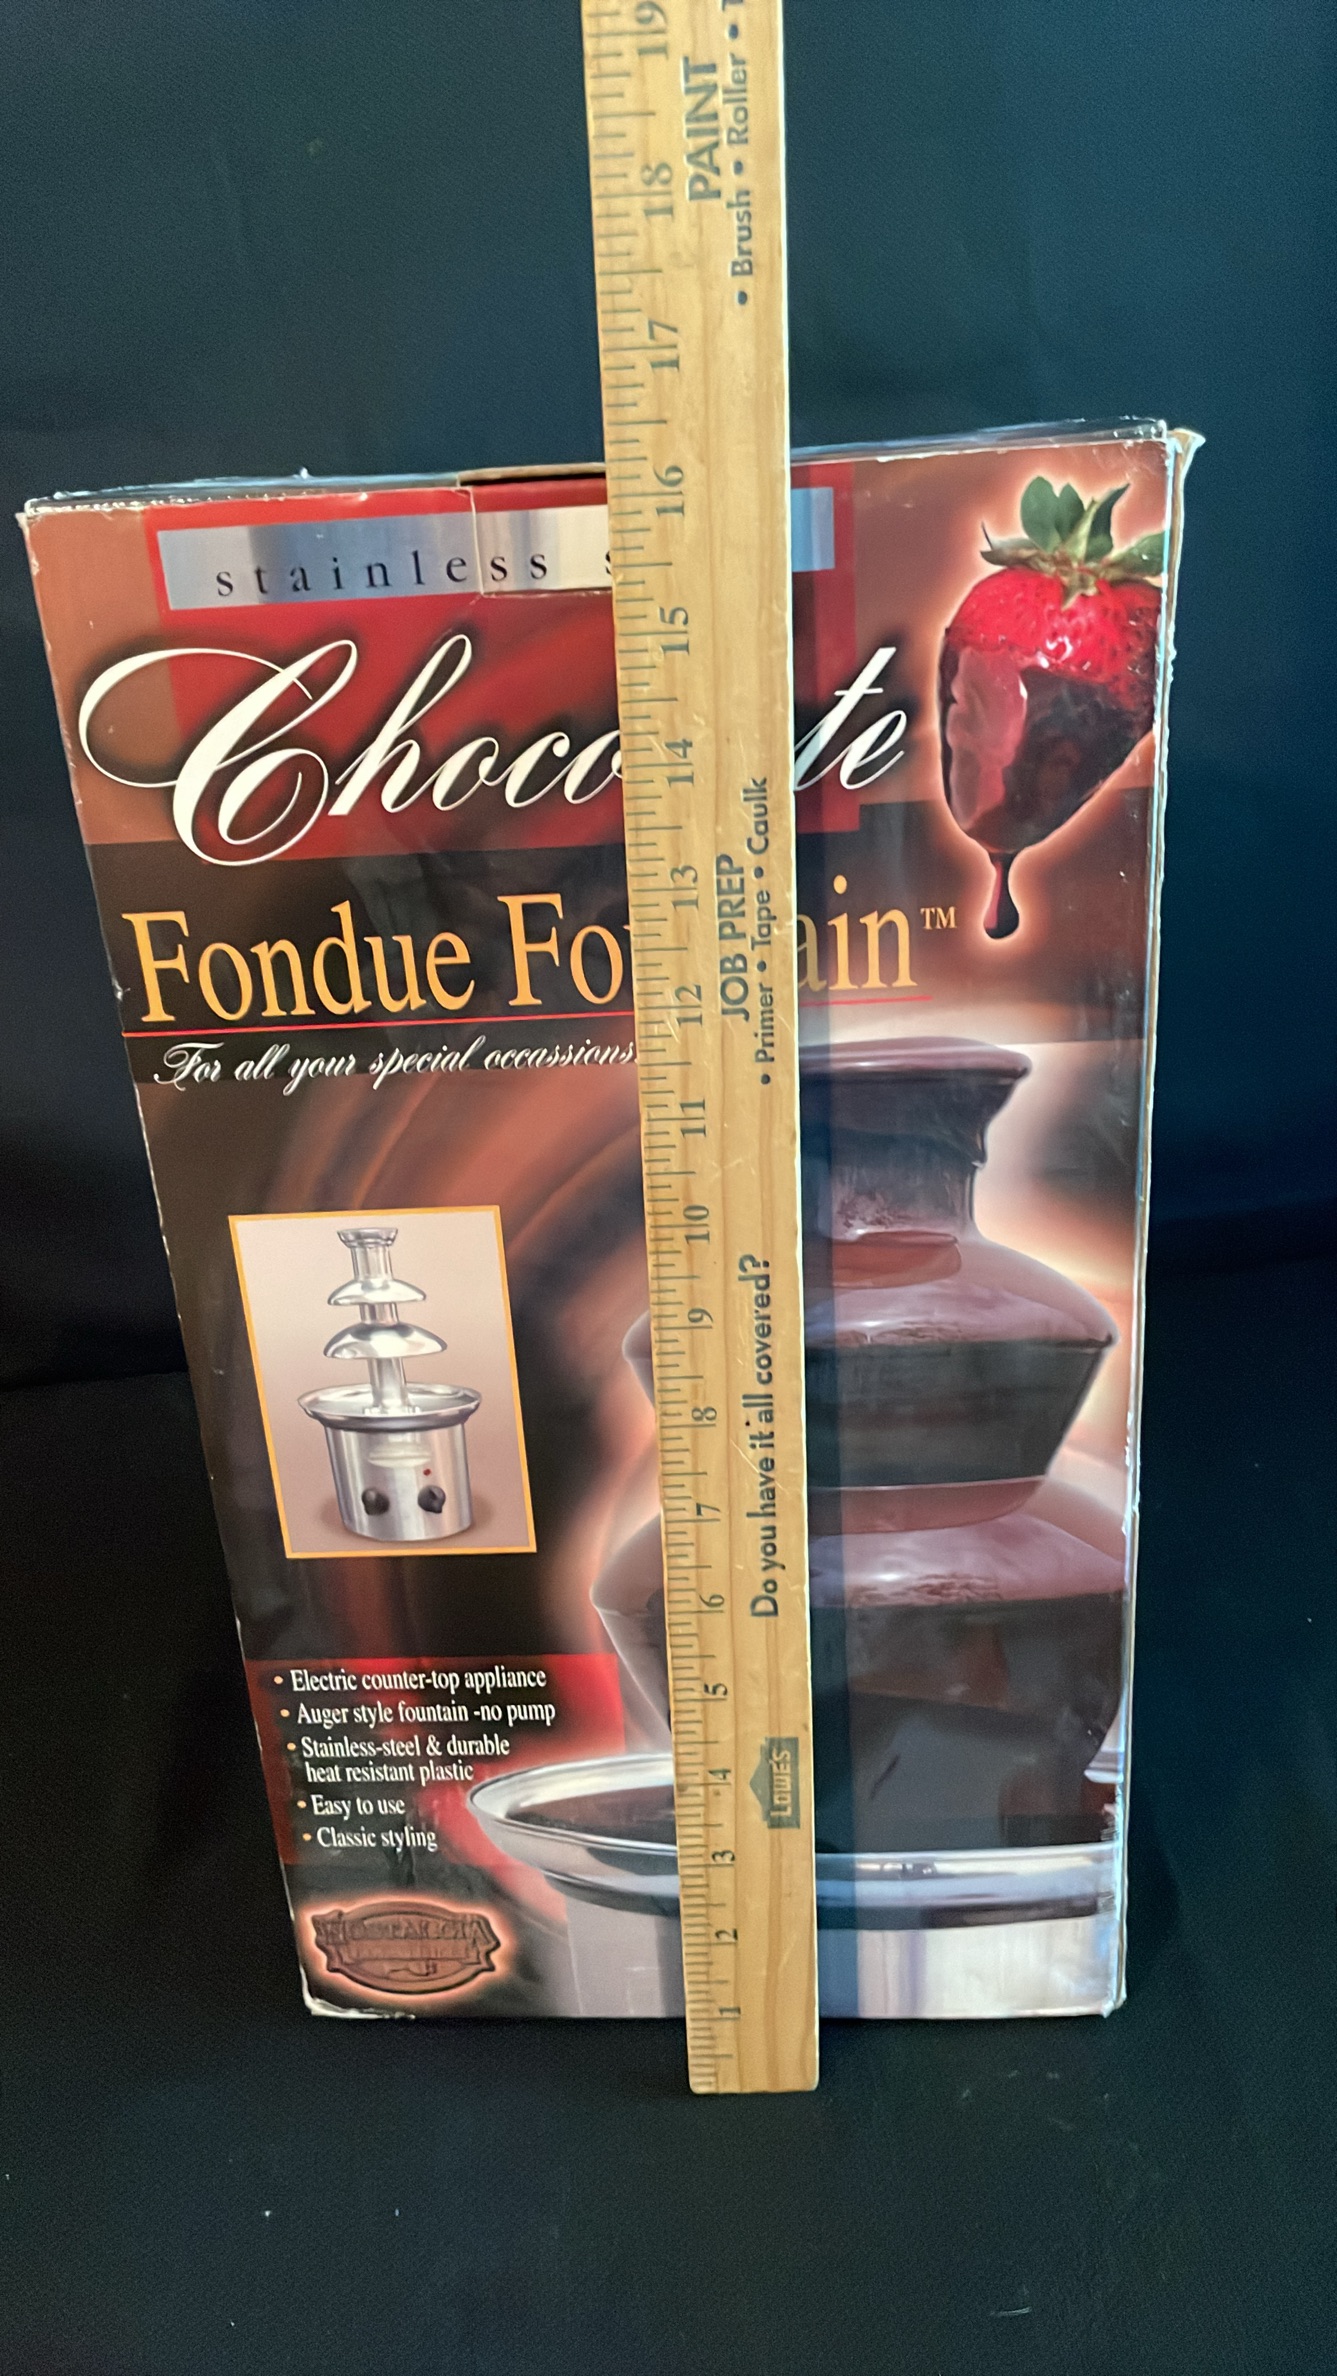 stainless s
Choco te
Fondue Fo ain™
For all your special occassions
• Electric counter-top appliance
• Auger style fountain -no pump
• Stainless-steel & durable
heat resistant plastic
• Easy to use
• Classic styling
NOSTALGIA
PAINT
• Brush • Roller •
JOB PREP
• Primer • Tape • Caulk
Do you have it all covered?
LOWE'S
19
18
17
16
15
14
13
12
11
10
9
8
7
6
5
4
3
2
1